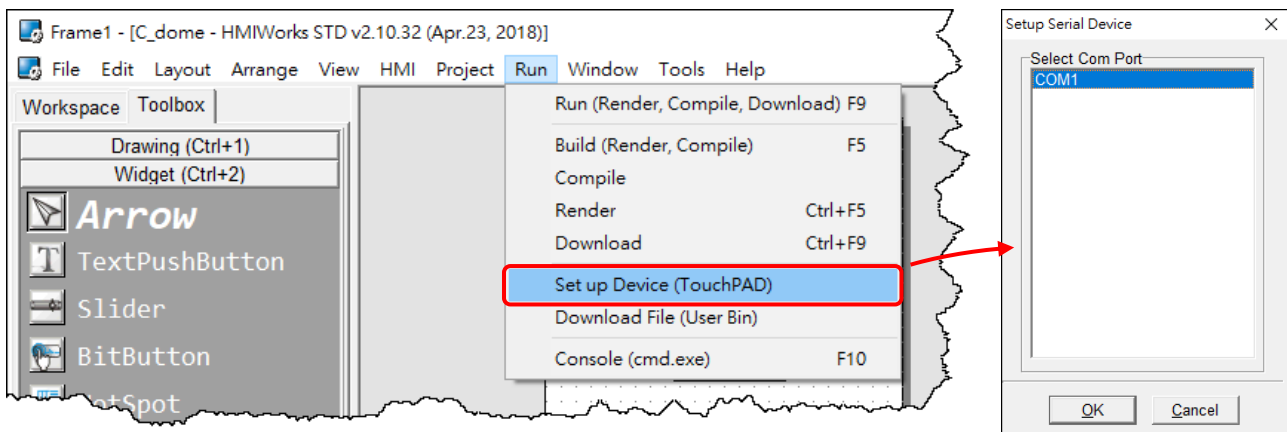 Frame1 - [C_dome - HMIWorks STD v2.10.32 (Apr.23, 2018)]
File Edit Layout Arrange View HMI Project Run Window Tools Help
Workspace Toolbox
Drawing (Ctrl+1)
Widget (Ctrl+2)
Arrow
TextPushButton
Slider
BitButton
HotSpot
Run (Render, Compile, Download) F9
Build (Render, Compile) F5
Compile
Render Ctrl+F5
Download Ctrl+F9
Set up Device (TouchPAD)
Download File (User Bin)
Console (cmd.exe) F10
Setup Serial Device
Select Com Port
COM1
OK Cancel